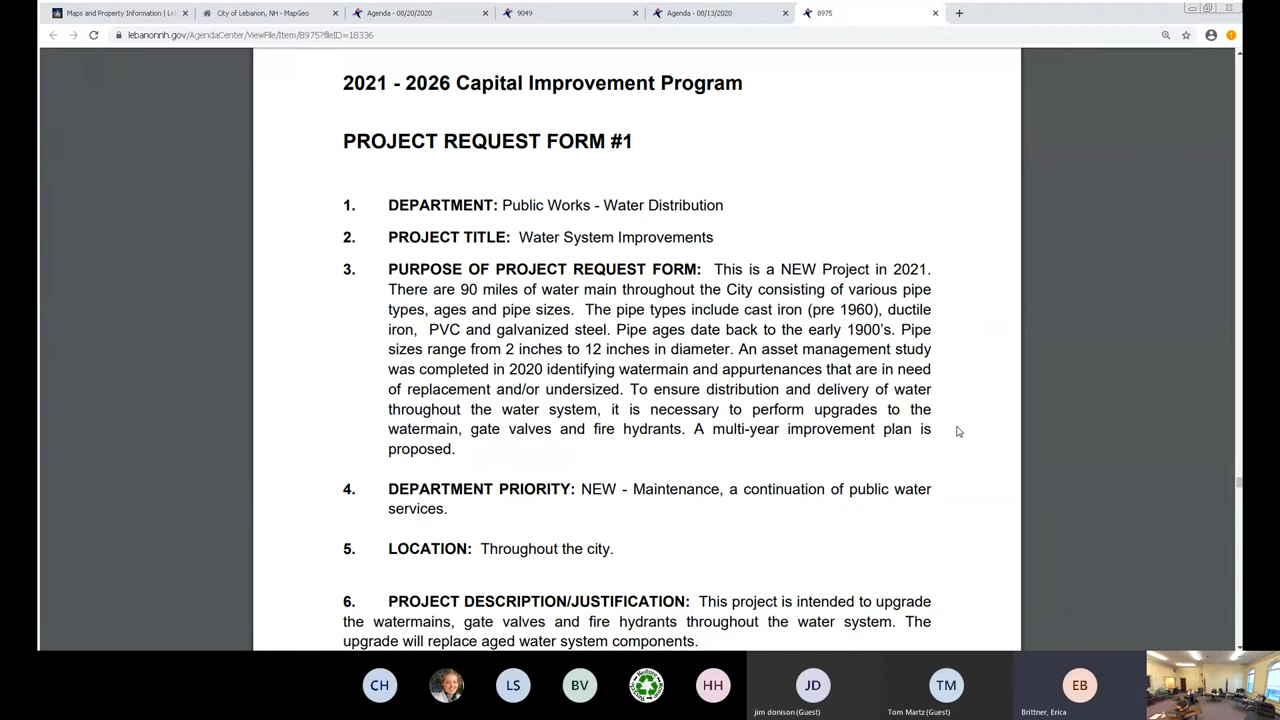 Maps and Property Information | Le
City of Lebanon, NH - MapGeo
Agenda - 08/20/2020
9049
Agenda - 08/13/2020
8975
lebanonnh.gov/AgendaCenter/ViewFile/Item/8975?fileID=18336
2021 - 2026 Capital Improvement Program
PROJECT REQUEST FORM #1
1. DEPARTMENT: Public Works - Water Distribution
2. PROJECT TITLE: Water System Improvements
3. PURPOSE OF PROJECT REQUEST FORM: This is a NEW Project in 2021.
There are 90 miles of water main throughout the City consisting of various pipe
types, ages and pipe sizes. The pipe types include cast iron (pre 1960), ductile
iron, PVC and galvanized steel. Pipe ages date back to the early 1900's. Pipe
sizes range from 2 inches to 12 inches in diameter. An asset management study
was completed in 2020 identifying watermain and appurtenances that are in need
of replacement and/or undersized. To ensure distribution and delivery of water
throughout the water system, it is necessary to perform upgrades to the
watermain, gate valves and fire hydrants. A multi-year improvement plan is
proposed.
4. DEPARTMENT PRIORITY: NEW - Maintenance, a continuation of public water
services.
5. LOCATION: Throughout the city.
6. PROJECT DESCRIPTION/JUSTIFICATION: This project is intended to upgrade
the watermains, gate valves and fire hydrants throughout the water system. The
upgrade will replace aged water system components.
CH
LS
BV
HH
JD
TM
EB
jim donison (Guest)
Tom Martz (Guest)
Brittner, Erica